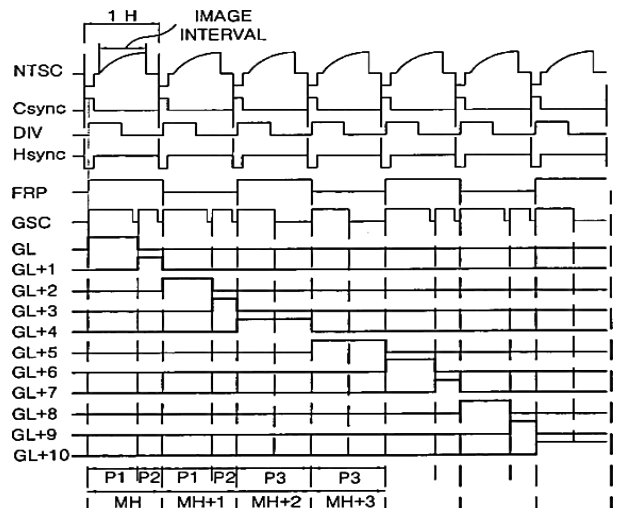 1 H
IMAGE
INTERVAL
NTSC
Csync
DIV
Hsync
FRP
GSC
GL
GL+1
GL+2
GL+3
GL+4
GL+5
GL+6
GL+7
GL+8
GL+9
GL+10
P1 P2 P1 P2 P3 P3
MH MH+1 MH+2 MH+3